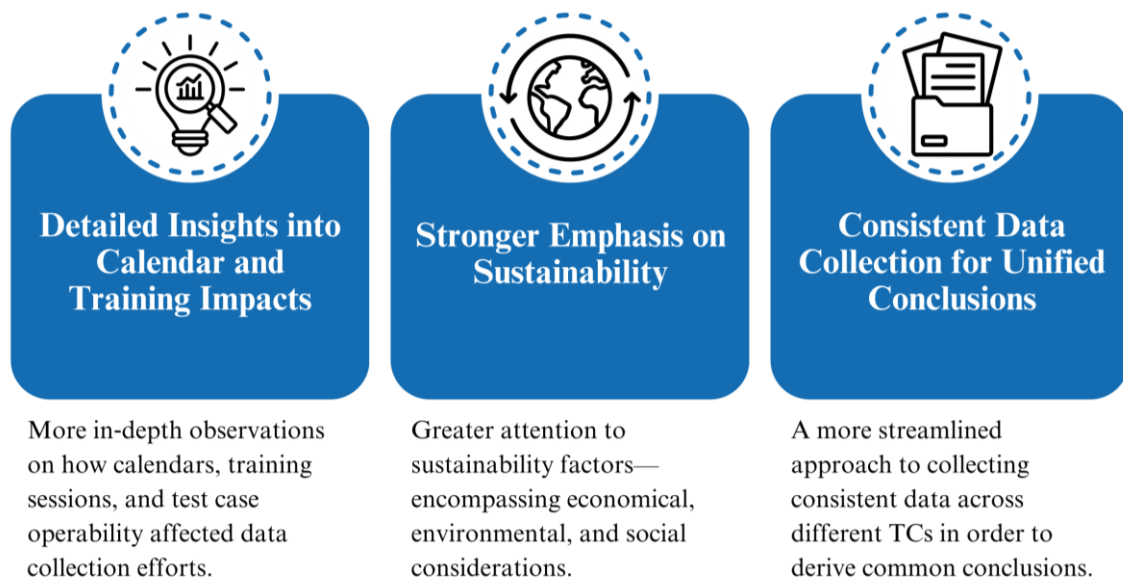 Detailed Insights into
Calendar and
Training Impacts
Stronger Emphasis on
Sustainability
Consistent Data
Collection for Unified
Conclusions
More in-depth observations
on how calendars, training
sessions, and test case
operability affected data
collection efforts.
Greater attention to
sustainability factors—
encompassing economical,
environmental, and social
considerations.
A more streamlined
approach to collecting
consistent data across
different TCs in order to
derive common conclusions.